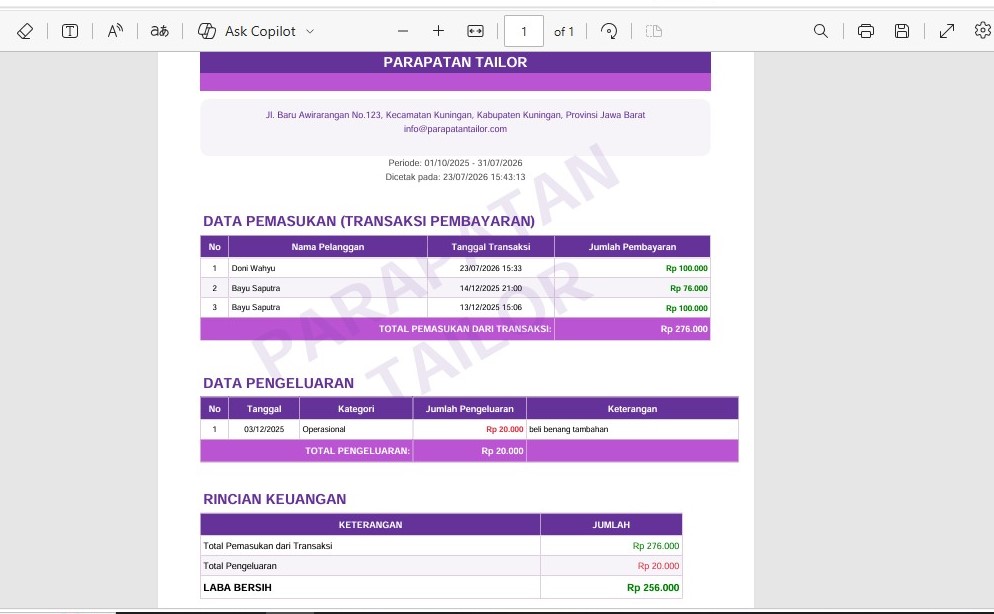 Ask Copilot
1 of 1
PARAPATAN TAILOR
Jl. Baru Awirarangan No.123, Kecamatan Kuningan, Kabupaten Kuningan, Provinsi Jawa Barat
info@parapatantailor.com
Periode: 01/10/2025 - 31/07/2026
Dicetak pada: 23/07/2026 15:43:13
PARAPATAN
TAILOR
DATA PEMASUKAN (TRANSAKSI PEMBAYARAN)
No Nama Pelanggan Tanggal Transaksi Jumlah Pembayaran
1 Doni Wahyu 23/07/2026 15:33 Rp 100.000
2 Bayu Saputra 14/12/2025 21:00 Rp 76.000
3 Bayu Saputra 13/12/2025 15:06 Rp 100.000
TOTAL PEMASUKAN DARI TRANSAKSI: Rp 276.000
DATA PENGELUARAN
No Tanggal Kategori Jumlah Pengeluaran Keterangan
1 03/12/2025 Operasional Rp 20.000 beli benang tambahan
TOTAL PENGELUARAN: Rp 20.000
RINCIAN KEUANGAN
KETERANGAN JUMLAH
Total Pemasukan dari Transaksi Rp 276.000
Total Pengeluaran Rp 20.000
LABA BERSIH Rp 256.000